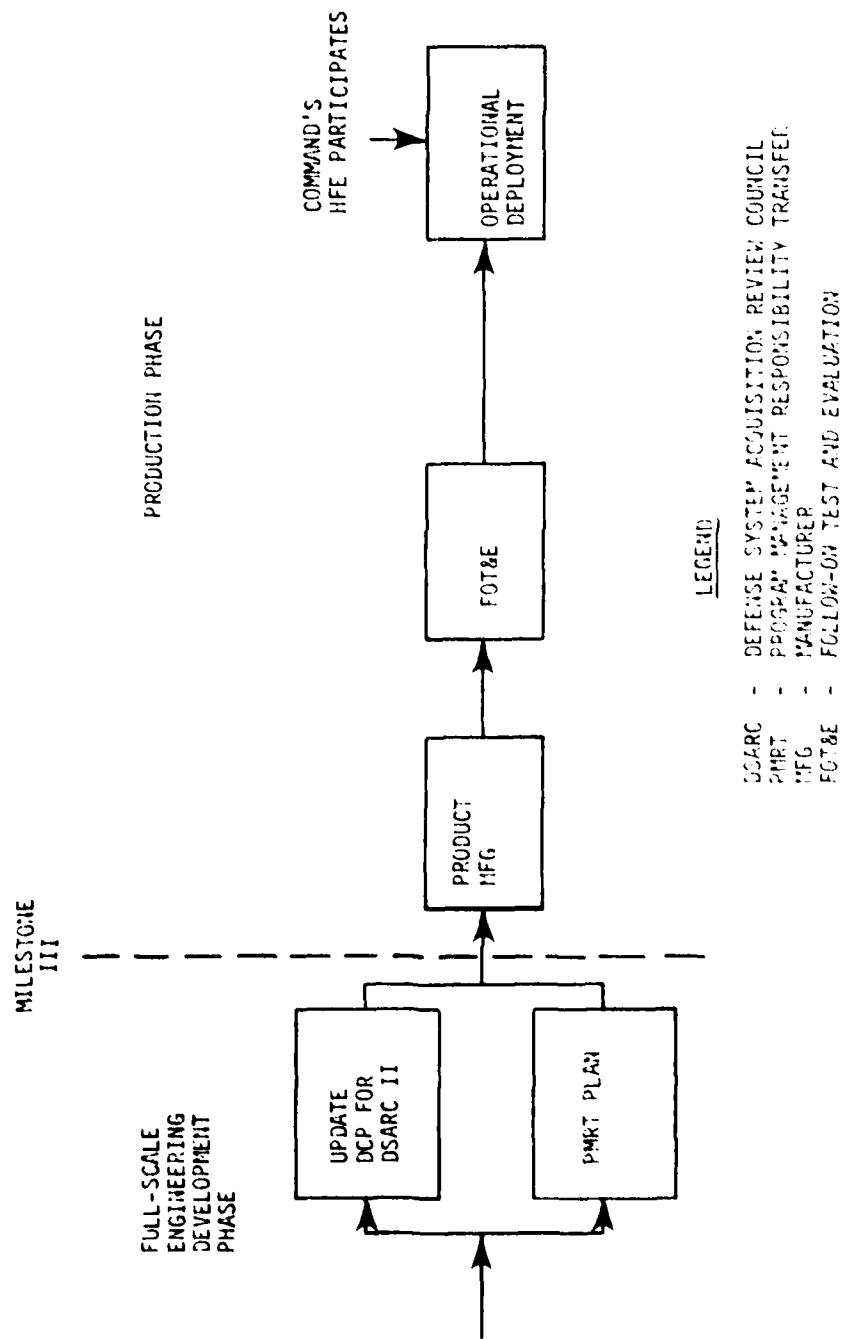 MILESTONE
III
FULL-SCALE
ENGINEERING
DEVELOPMENT
PHASE
PRODUCTION PHASE
UPDATE
DCP FOR
DSARC II
PMRT PLAN
PRODUCT
MFG
FOT&E
COMMAND'S
HFE PARTICIPATES
OPERATIONAL
DEPLOYMENT
LEGEND
DSARC - DEFENSE SYSTEM ACQUISITION REVIEW COUNCIL
PMRT - PROGRAM MANAGEMENT RESPONSIBILITY TRANSFER
MFG - MANUFACTURER
FOT&E - FOLLOW-ON TEST AND EVALUATION